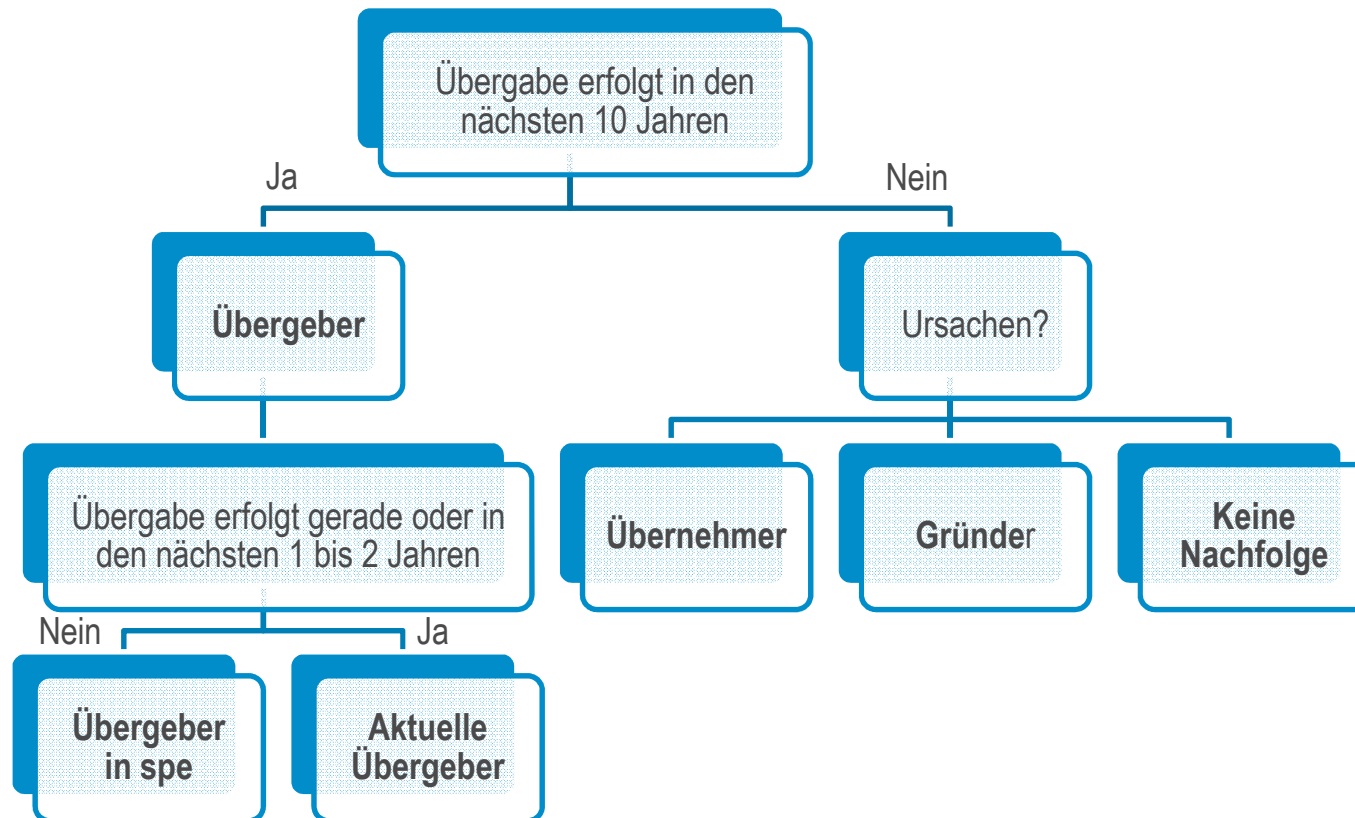 Übergabe erfolgt in den
nächsten 10 Jahren
Ja
Nein
Übergeber
Ursachen?
Übergabe erfolgt gerade oder in
den nächsten 1 bis 2 Jahren
Übernehmer
Gründer
Keine
Nachfolge
Nein
Ja
Übergeber
in spe
Aktuelle
Übergeber